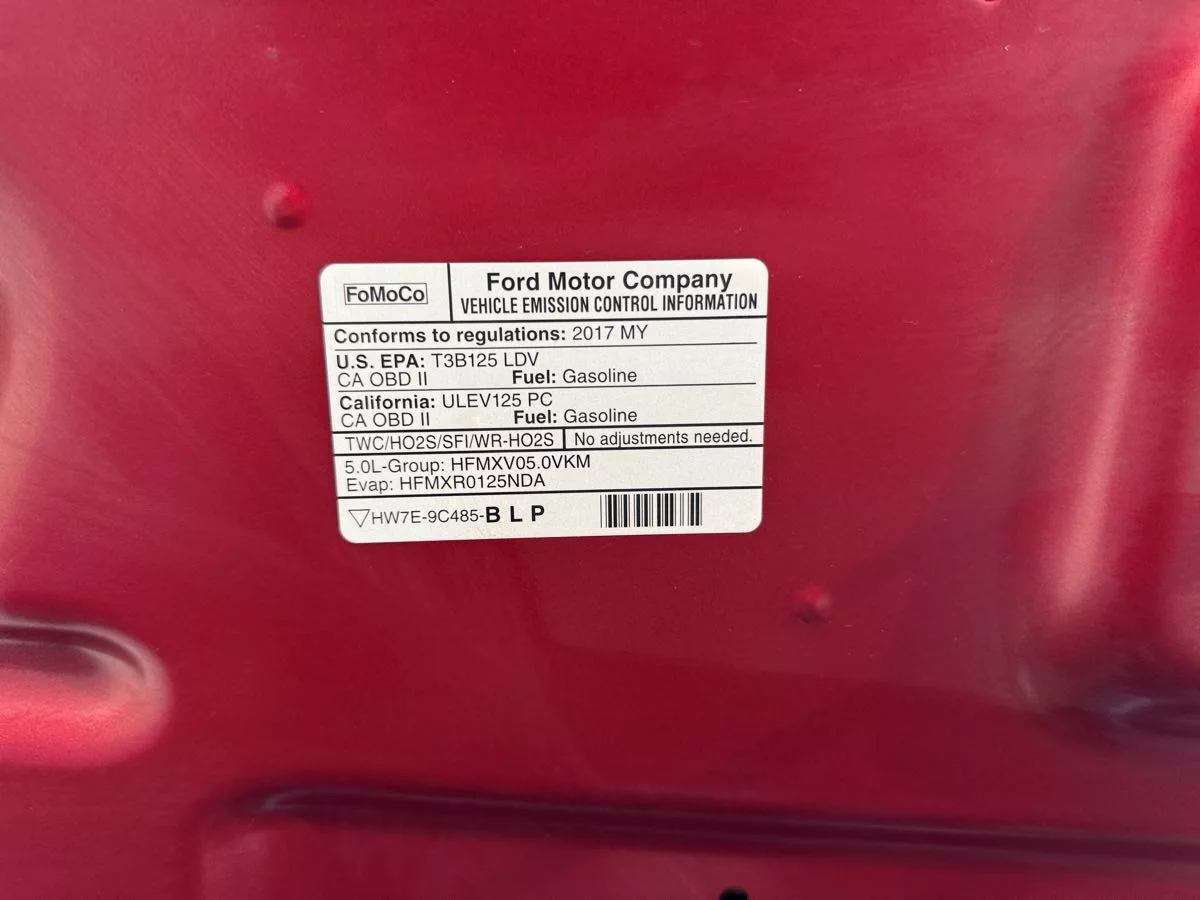 FoMoCo
Ford Motor Company
VEHICLE EMISSION CONTROL INFORMATION
Conforms to regulations: 2017 MY
U.S. EPA: T3B125 LDV
CA OBD II Fuel: Gasoline
California: ULEV125 PC
CA OBD II Fuel: Gasoline
TWC/HO2S/SFI/WR-HO2S No adjustments needed.
5.0L-Group: HFMXV05.0VKM
Evap: HFMXR0125NDA
▽HW7E-9C485-B L P